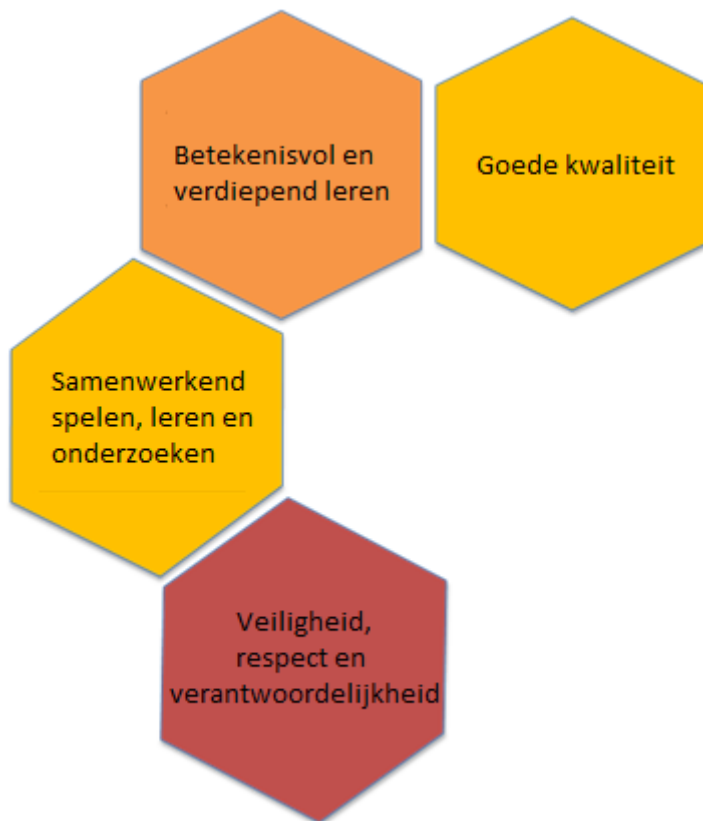 Betekenisvol en
verdiepend leren
Goede kwaliteit
Samenwerkend
spelen, leren en
onderzoeken
Veiligheid,
respect en
verantwoordelijkheid